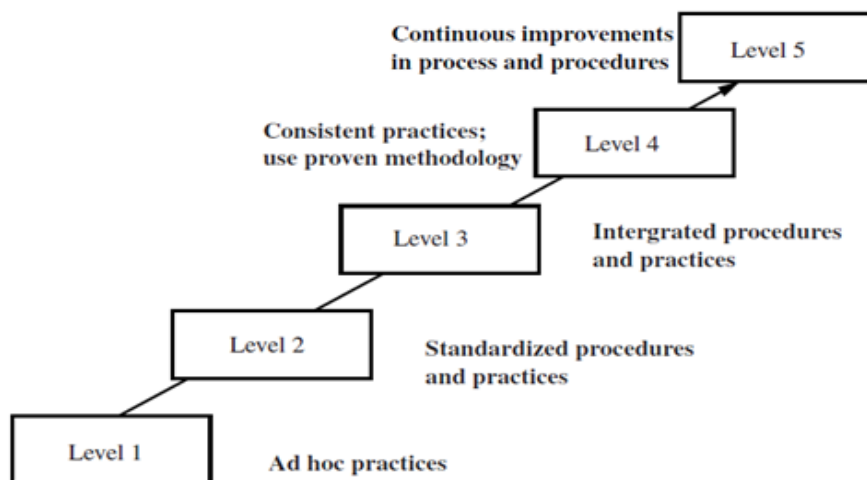 Continuous improvements
in process and procedures
Level 5
Consistent practices;
use proven methodology
Level 4
Level 3
Intergrated procedures
and practices
Level 2
Standardized procedures
and practices
Level 1
Ad hoc practices